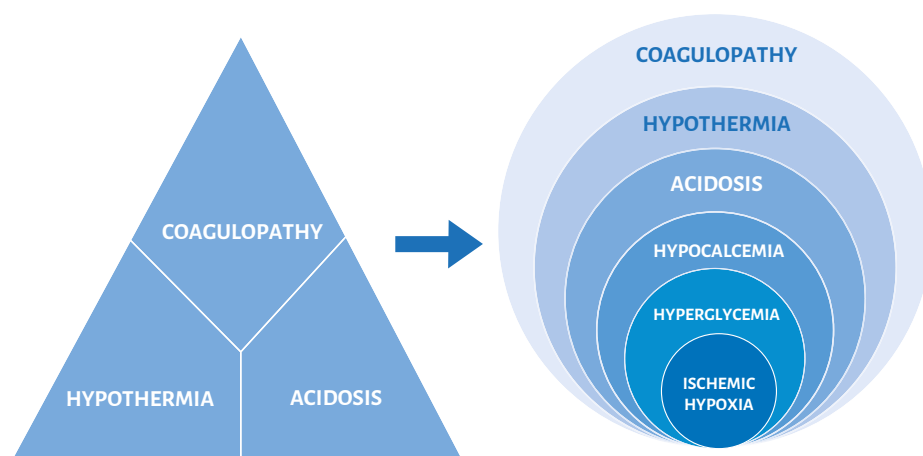 COAGULOPATHY
HYPOTHERMIA
ACIDOSIS
COAGULOPATHY
HYPOTHERMIA
ACIDOSIS
HYPOCALCEMIA
HYPERGLYCEMIA
ISCHEMIC
HYPOXIA